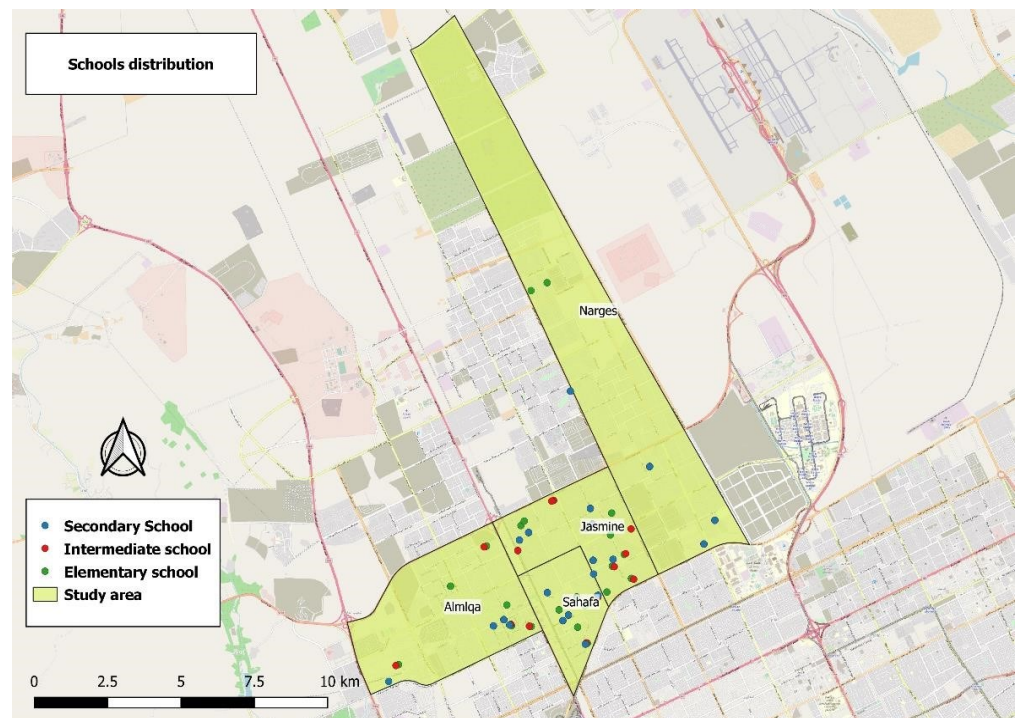 Schools distribution
Narges
Jasmine
Almlqa
Sahafa
Secondary School
Intermediate school
Elementary school
Study area
0 2.5 5 7.5 10 km